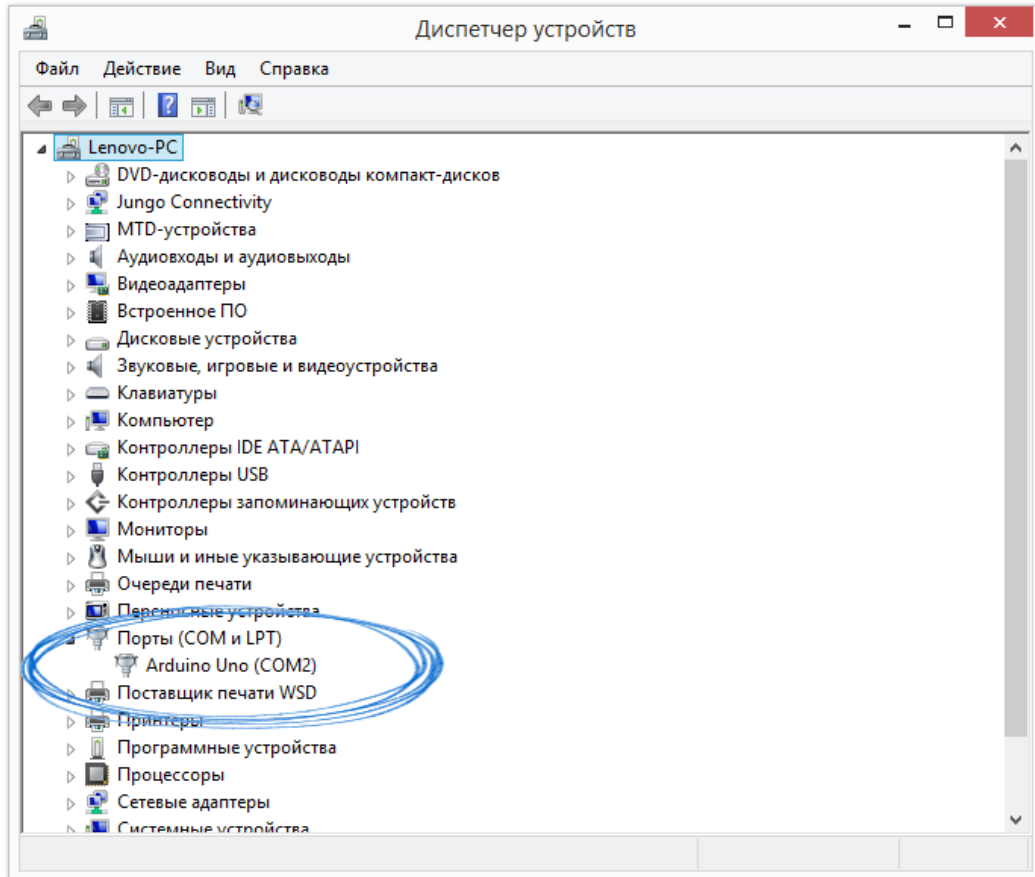 Диспетчер устройств
Файл Действие Вид Справка
Lenovo-PC
DVD-дисководы и дисководы компакт-дисков
Jungo Connectivity
MTD-устройства
Аудиовходы и аудиовыходы
Видеоадаптеры
Встроенное ПО
Дисковые устройства
Звуковые, игровые и видеоустройства
Клавиатуры
Компьютер
Контроллеры IDE ATA/ATAPI
Контроллеры USB
Контроллеры запоминающих устройств
Мониторы
Мыши и иные указывающие устройства
Очереди печати
Переносные устройства
Порты (COM и LPT)
Arduino Uno (COM2)
Поставщик печати WSD
Принтеры
Программные устройства
Процессоры
Сетевые адаптеры
Системные устройства